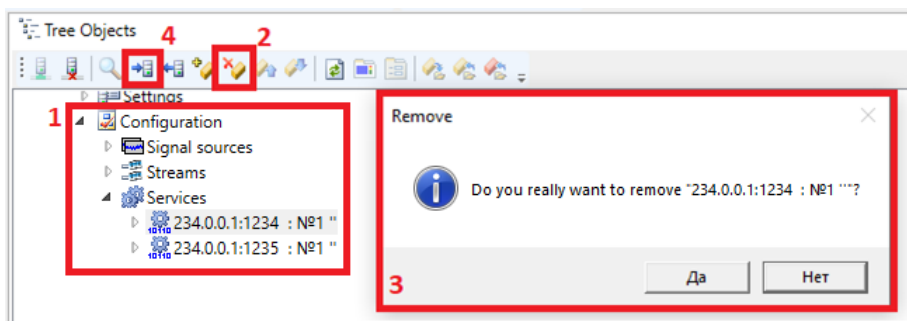 Tree Objects
4
2
Settings
1
Configuration
Signal sources
Streams
Services
234.0.0.1:1234 : №1 "
234.0.0.1:1235 : №1 "
Remove
Do you really want to remove "234.0.0.1:1234 : №1 '""?
3
Да
Нет